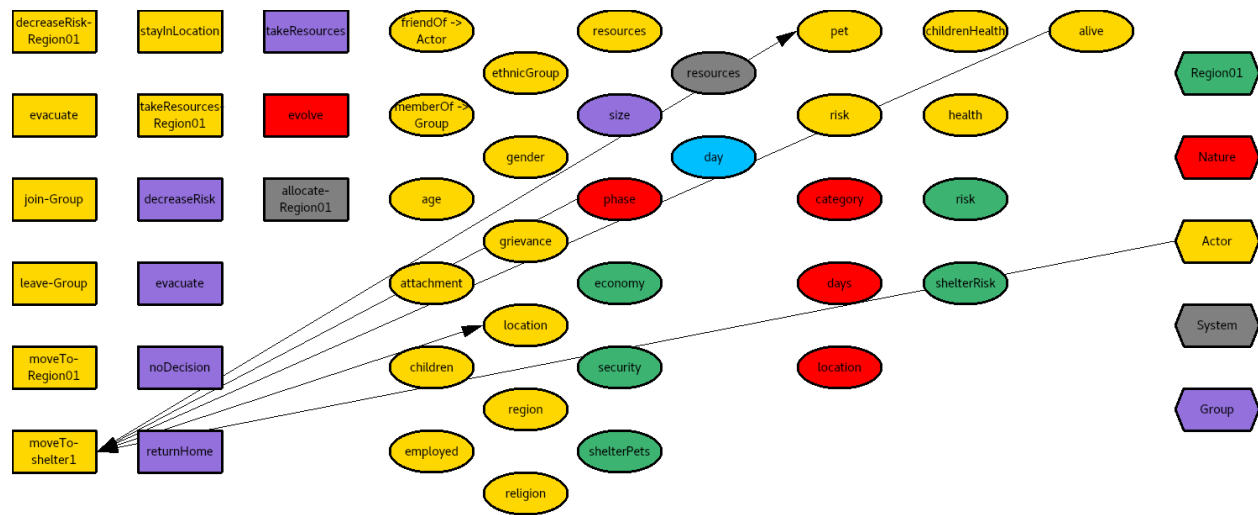 decreaseRisk-
Region01
stayInLocation
takeResources
friendOf ->
Actor
resources
pet
childrenHealth
alive
ethnicGroup
resources
Region01
evacuate
takeResources-
Region01
evolve
memberOf ->
Group
size
risk
health
gender
day
Nature
join-Group
decreaseRisk
allocate-
Region01
age
phase
category
risk
grievance
Actor
leave-Group
evacuate
attachment
economy
days
shelterRisk
location
System
moveTo-
Region01
noDecision
children
security
location
region
Group
moveTo-
shelter1
returnHome
employed
shelterPets
religion